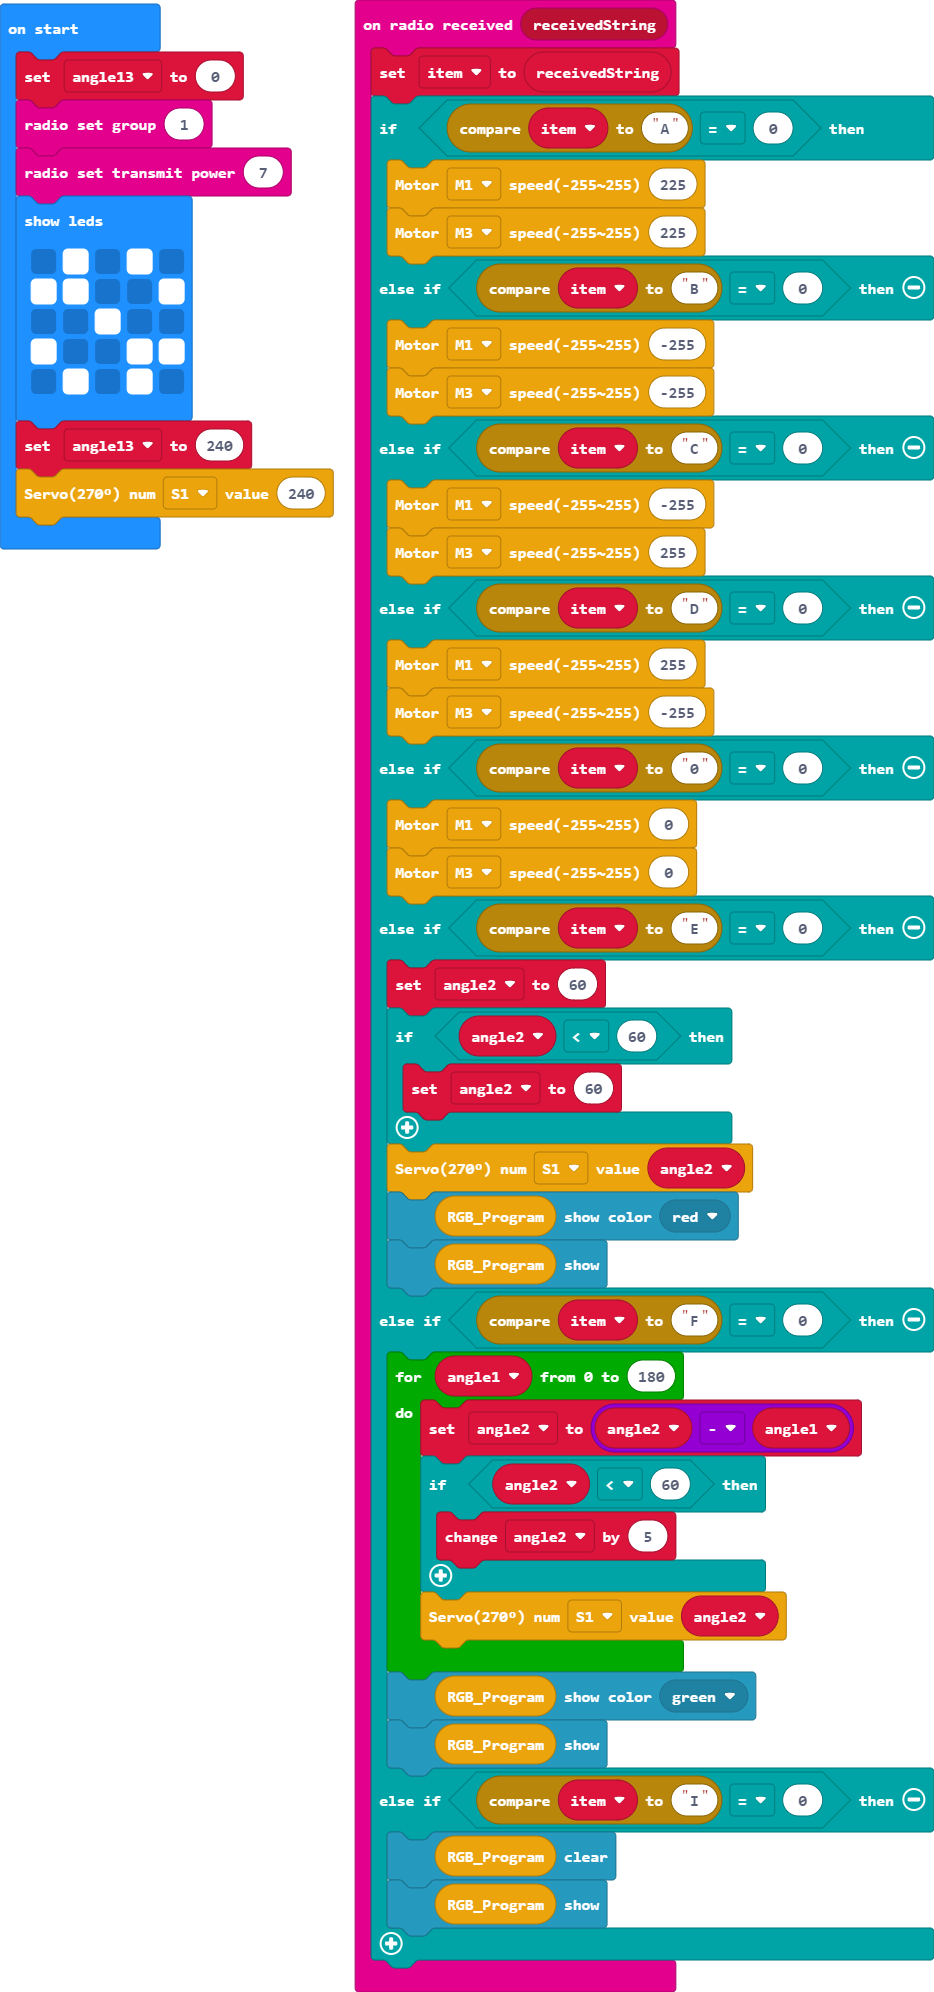 on start
set angle13 to 0
radio set group 1
radio set transmit power 7
show leds
set angle13 to 240
Servo(270º) num S1 value 240
on radio received receivedString
set item to receivedString
if compare item to "A" = 0 then
Motor M1 speed(-255~255) 225
Motor M3 speed(-255~255) 225
else if compare item to "B" = 0 then
Motor M1 speed(-255~255) -255
Motor M3 speed(-255~255) -255
else if compare item to "C" = 0 then
Motor M1 speed(-255~255) -255
Motor M3 speed(-255~255) 255
else if compare item to "D" = 0 then
Motor M1 speed(-255~255) 255
Motor M3 speed(-255~255) -255
else if compare item to "0" = 0 then
Motor M1 speed(-255~255) 0
Motor M3 speed(-255~255) 0
else if compare item to "E" = 0 then
set angle2 to 60
if angle2 < 60 then
set angle2 to 60
Servo(270º) num S1 value angle2
RGB_Program show color red
RGB_Program show
else if compare item to "F" = 0 then
for angle1 from 0 to 180
do
set angle2 to angle2 - angle1
if angle2 < 60 then
change angle2 by 5
Servo(270º) num S1 value angle2
RGB_Program show color green
RGB_Program show
else if compare item to "I" = 0 then
RGB_Program clear
RGB_Program show